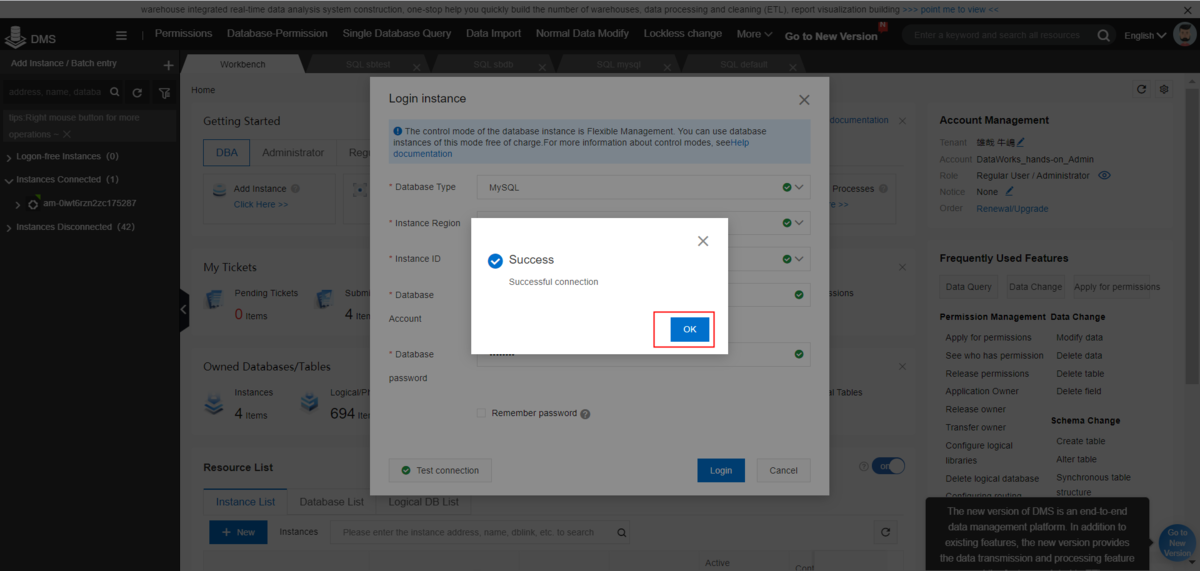 warehouse integrated real-time data analysis system construction, one-stop help you quickly build the number of warehouses, data processing and cleaning (ETL), report visualization building >>> point me to view <<
DMS
Permissions Database-Permission Single Database Query Data Import Normal Data Modify Lockless change More Go to New Version N
Enter a keyword and search all resources English
Add Instance / Batch entry
Workbench SQL sbtest SQL sbdb SQL mysql SQL default
address, name, databa
Home
tips:Right mouse button for more
operations ~
Logon-free Instances (0)
Instances Connected (1)
am-0iwt6rzn2zc175287
Instances Disconnected (42)
Getting Started
documentation
DBA Administrator Reg
Add Instance
Click Here >>
Processes
e >>
My Tickets
Pending Tickets
0 Items
Submi
4 Item
ssions
Owned Databases/Tables
Instances
4 Items
Logical/Ph
694 Item
al Tables
Resource List
on
Instance List Database List Logical DB List
+ New Instances Please enter the instance address, name, dblink, etc. to search
Active
Cont
Login instance
The control mode of the database instance is Flexible Management. You can use database
instances of this mode free of charge.For more information about control modes, seeHelp
documentation
* Database Type MySQL
* Instance Region
* Instance ID
* Database
Account
* Database
password
Remember password
Test connection Login Cancel
Success
Successful connection
OK
Account Management
Tenant
Account DataWorks_hands-on_Admin
Role Regular User / Administrator
Notice None
Order Renewal/Upgrade
Frequently Used Features
Data Query Data Change Apply for permissions
Permission Management Data Change
Apply for permissions Modify data
See who has permission Delete data
Release permissions Delete table
Application Owner Delete field
Release owner
Transfer owner
Schema Change
Configure logical
libraries
Create table
Alter table
Delete logical database
Synchronous table
structure
Configuring routing
The new version of DMS is an end-to-end
data management platform. In addition to
existing features, the new version provides
the data transmission and processing feature
Go to
New
Version